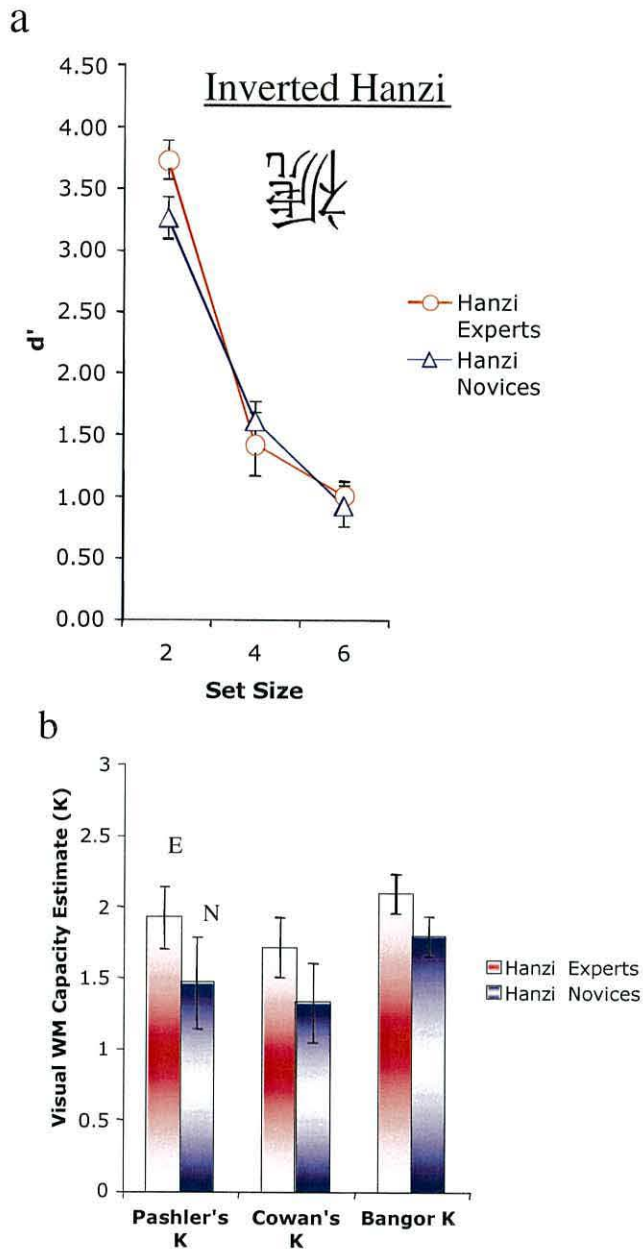 a
4.50
4.00
3.50
3.00
2.50
2.00
1.50
1.00
0.50
0.00
d'
Inverted Hanzi
Hanzi
Experts
Hanzi
Novices
2 4 6
Set Size
b
3
2.5
2
1.5
1
0.5
0
Visual WM Capacity Estimate (K)
E
N
Hanzi Experts
Hanzi Novices
Pashler's
K
Cowan's
K
Bangor K